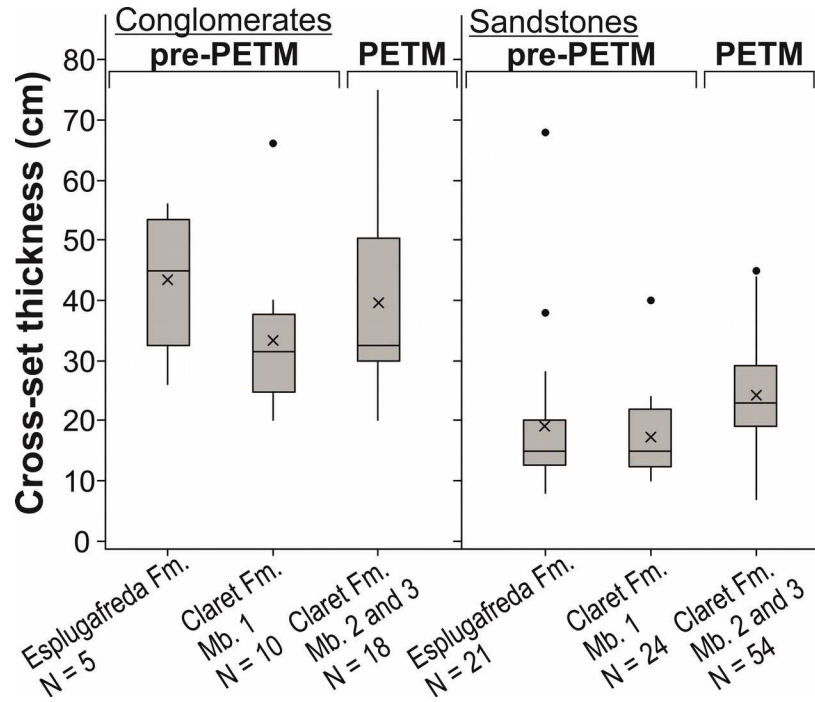 Conglomerates
Sandstones
pre-PETM
PETM
pre-PETM
PETM
Cross-set thickness (cm)
80
70
60
50
40
30
20
10
0
Esplugafreda Fm.
N = 5
Claret Fm.
Mb. 1
N = 10
Claret Fm.
Mb. 2 and 3
N = 18
Esplugafreda Fm.
N = 21
Claret Fm.
Mb. 1
N = 24
Claret Fm.
Mb. 2 and 3
N = 54